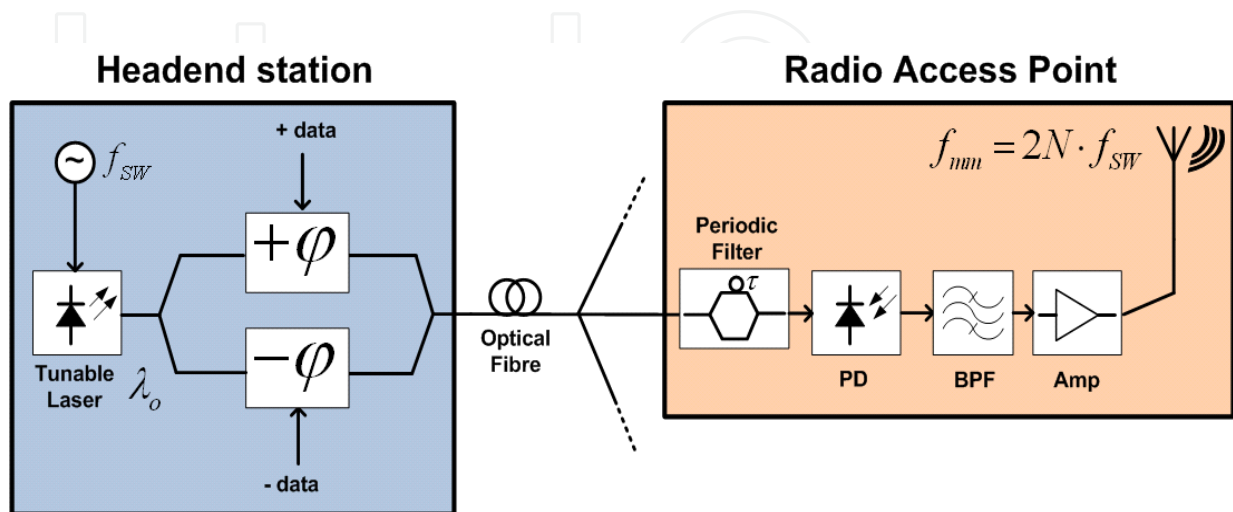 Headend station
Radio Access Point
~
f_SW
+ data
+φ
−φ
- data
Tunable
Laser
λ_o
Optical
Fibre
f_mm = 2N · f_SW
Periodic
Filter
τ
PD
BPF
Amp